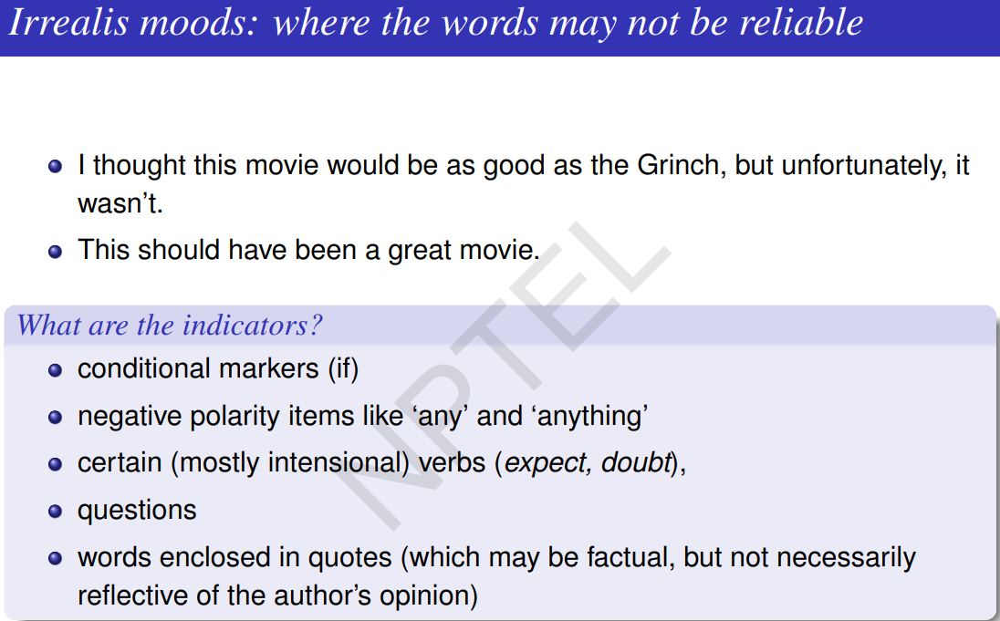 Irrealis moods: where the words may not be reliable
I thought this movie would be as good as the Grinch, but unfortunately, it
wasn't.
This should have been a great movie.
What are the indicators?
conditional markers (if)
negative polarity items like 'any' and 'anything'
certain (mostly intensional) verbs (expect, doubt),
questions
words enclosed in quotes (which may be factual, but not necessarily
reflective of the author's opinion)
NPTEL